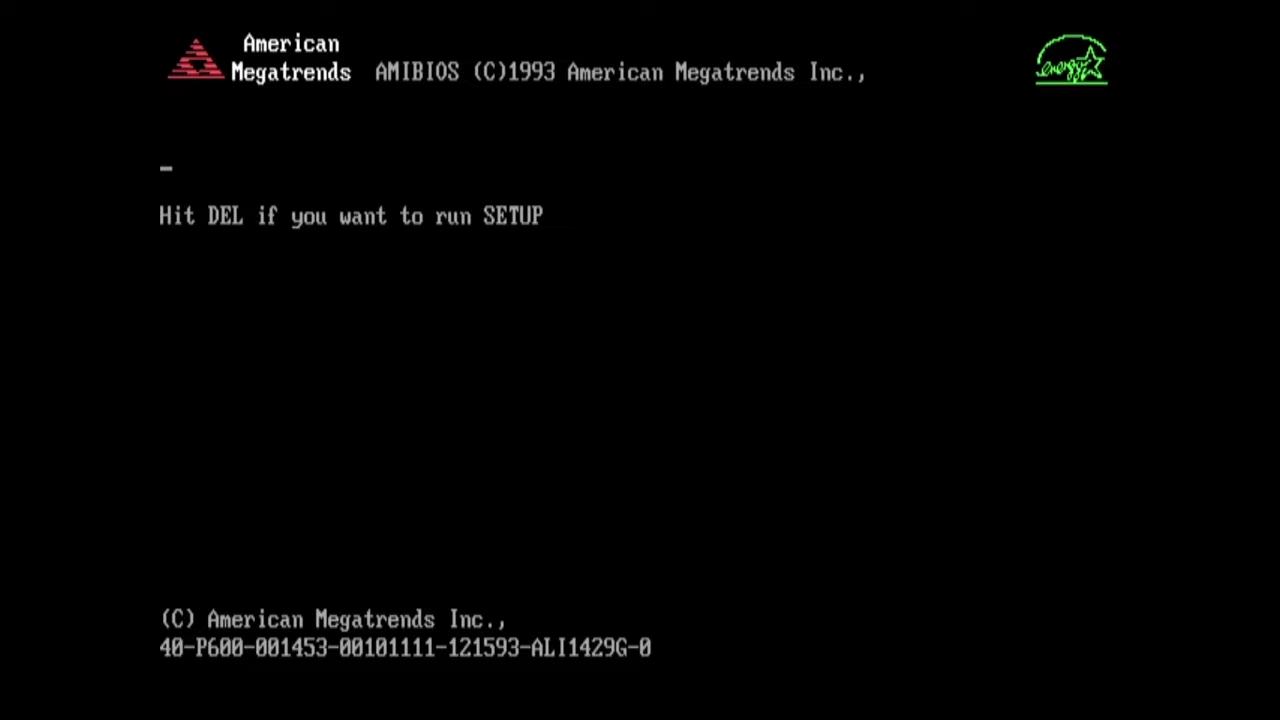 American
Megatrends AMIBIOS (C)1993 American Megatrends Inc.,
energy
Hit DEL if you want to run SETUP
(C) American Megatrends Inc.,
40-P600-001453-00101111-121593-ALI1429G-0